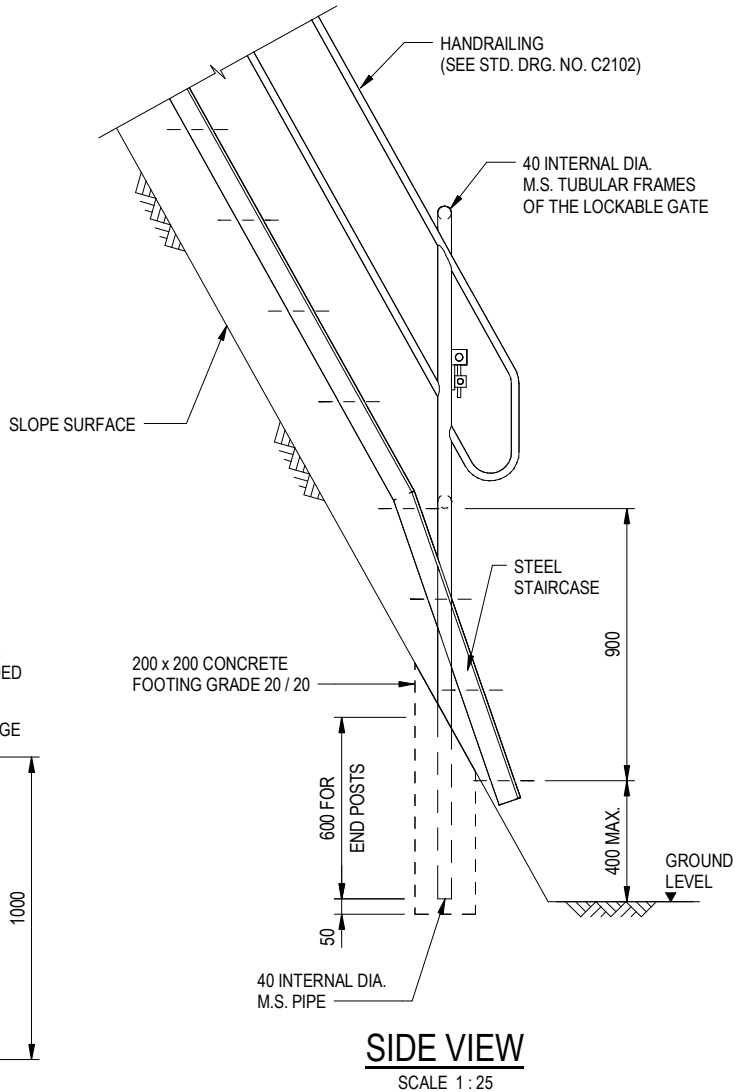 HANDRAILING
(SEE STD. DRG. NO. C2102)
40 INTERNAL DIA.
M.S. TUBULAR FRAMES
OF THE LOCKABLE GATE
SLOPE SURFACE
STEEL
STAIRCASE
900
200 x 200 CONCRETE
FOOTING GRADE 20 / 20
600 FOR
END POSTS
400 MAX.
GROUND
LEVEL
50
1000
40 INTERNAL DIA.
M.S. PIPE
SIDE VIEW
SCALE 1 : 25